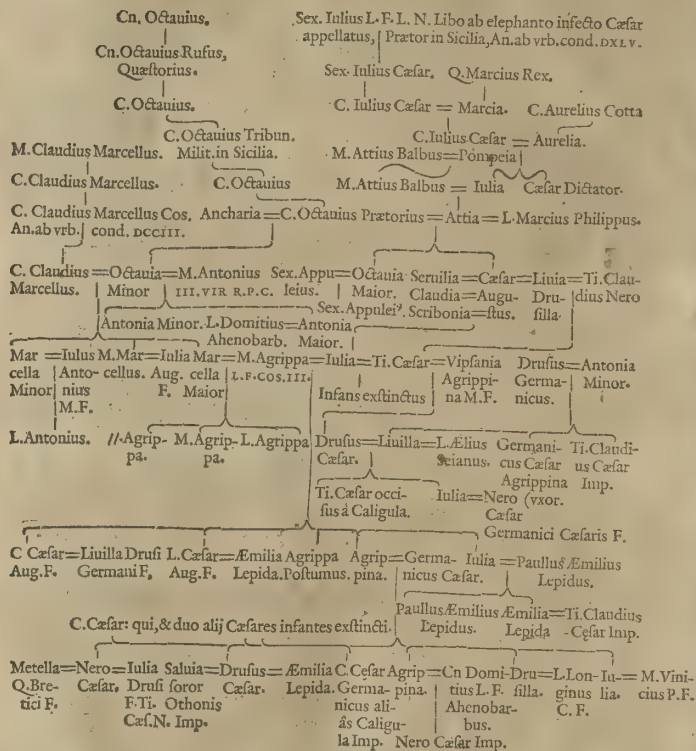 Cn. Octauius. Sex. Iulius L. F. L. N. Libo ab elephanto infecto Cæsar
appellatus, Prætor in Sicilia, An. ab vrb. cond. DXLV.
Cn. Octauius Rufus,
Quæstorius. Sex. Iulius Cæsar. Q. Marcius Rex.
C. Octauius. C. Iulius Cæsar = Marcia. C. Aurelius Cotta
C. Octauius Tribun. C. Iulius Cæsar = Aurelia.
M. Claudius Marcellus. Milit. in Sicilia. M. Attius Balbus = Pompeia
C. Claudius Marcellus. C. Octauius M. Attius Balbus = Iulia Cæsar Dictator.
C. Claudius Marcellus Cos. Ancharia = C. Octauius Prætorius = Attia = L. Marcius Philippus.
An. ab vrb. cond. DCCIII.
C. Claudius = Octauia = M. Antonius Sex. Appu = Octauia Seruilia = Cæsar = Liuia = Ti. Clau-
Marcellus. Minor III. VIR R. P. C. leius. Maior. Claudia = Augu- Dru- dius Nero
Sex. Appulei⁹. Scribonia = stus. silla.
Antonia Minor. L. Domitius = Antonia
Ahenobarb. Maior.
Mar = Iulus M. Mar = Iulia Mar = M. Agrippa = Iulia = Ti. Cæsar = Vipsania Drusus = Antonia
cella Anto- cellus. Aug. cella L. F. COS. III. Agrippi- Germa- Minor.
Minor nius F. Maior Infans exstinctus na M. F. nicus.
M. F.
L. Antonius. //. Agrip- M. Agrip- L. Agrippa Drusus = Liuilla = L. Ælius Germani- Ti. Claudi-
pa. pa. Cæsar. Seianus. cus Cæsar us Cæsar
Agrippina Imp.
Ti. Cæsar occi- Iulia = Nero (vxor.
sus à Caligula. Cæsar
Germanici Cæsaris F.
C Cæsar = Liuilla Drusi L. Cæsar = Æmilia Agrippa Agrip = Germa- Iulia = Paullus Æmilius
Aug. F. Germani F. Aug. F. Lepida. Postumus. pina. nicus Cæsar. Lepidus.
Paullus Æmilius Æmilia = Ti. Claudius
C. Cæsar: qui, & duo alij Cæsares infantes exstincti. Lepidus. Lepida - Cęsar Imp.
Metella = Nero = Iulia Saluia = Drusus = Æmilia C. Cęsar Agrip = Cn Domi- Dru = L. Lon- Iu- = M. Vini-
Q. Bre- Cæsar. Drusi soror Cæsar. Lepida. Germa- pina. tius L. F. silla. ginus lia. cius P. F.
tici F. F. Ti. Othonis nicus ali- Ahenobar- C. F.
Cæs. N. Imp. âs Caligu- bus.
la Imp. Nero Cæsar Imp.